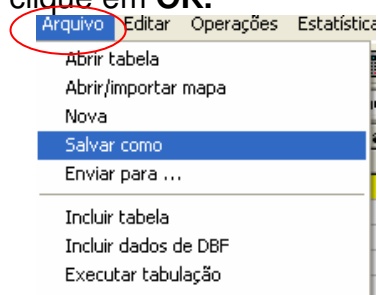 clique em OK.
Arquivo Editar Operações Estatística
Abrir tabela
Abrir/importar mapa
Nova
Salvar como
Enviar para ...
Incluir tabela
Incluir dados de DBF
Executar tabulação